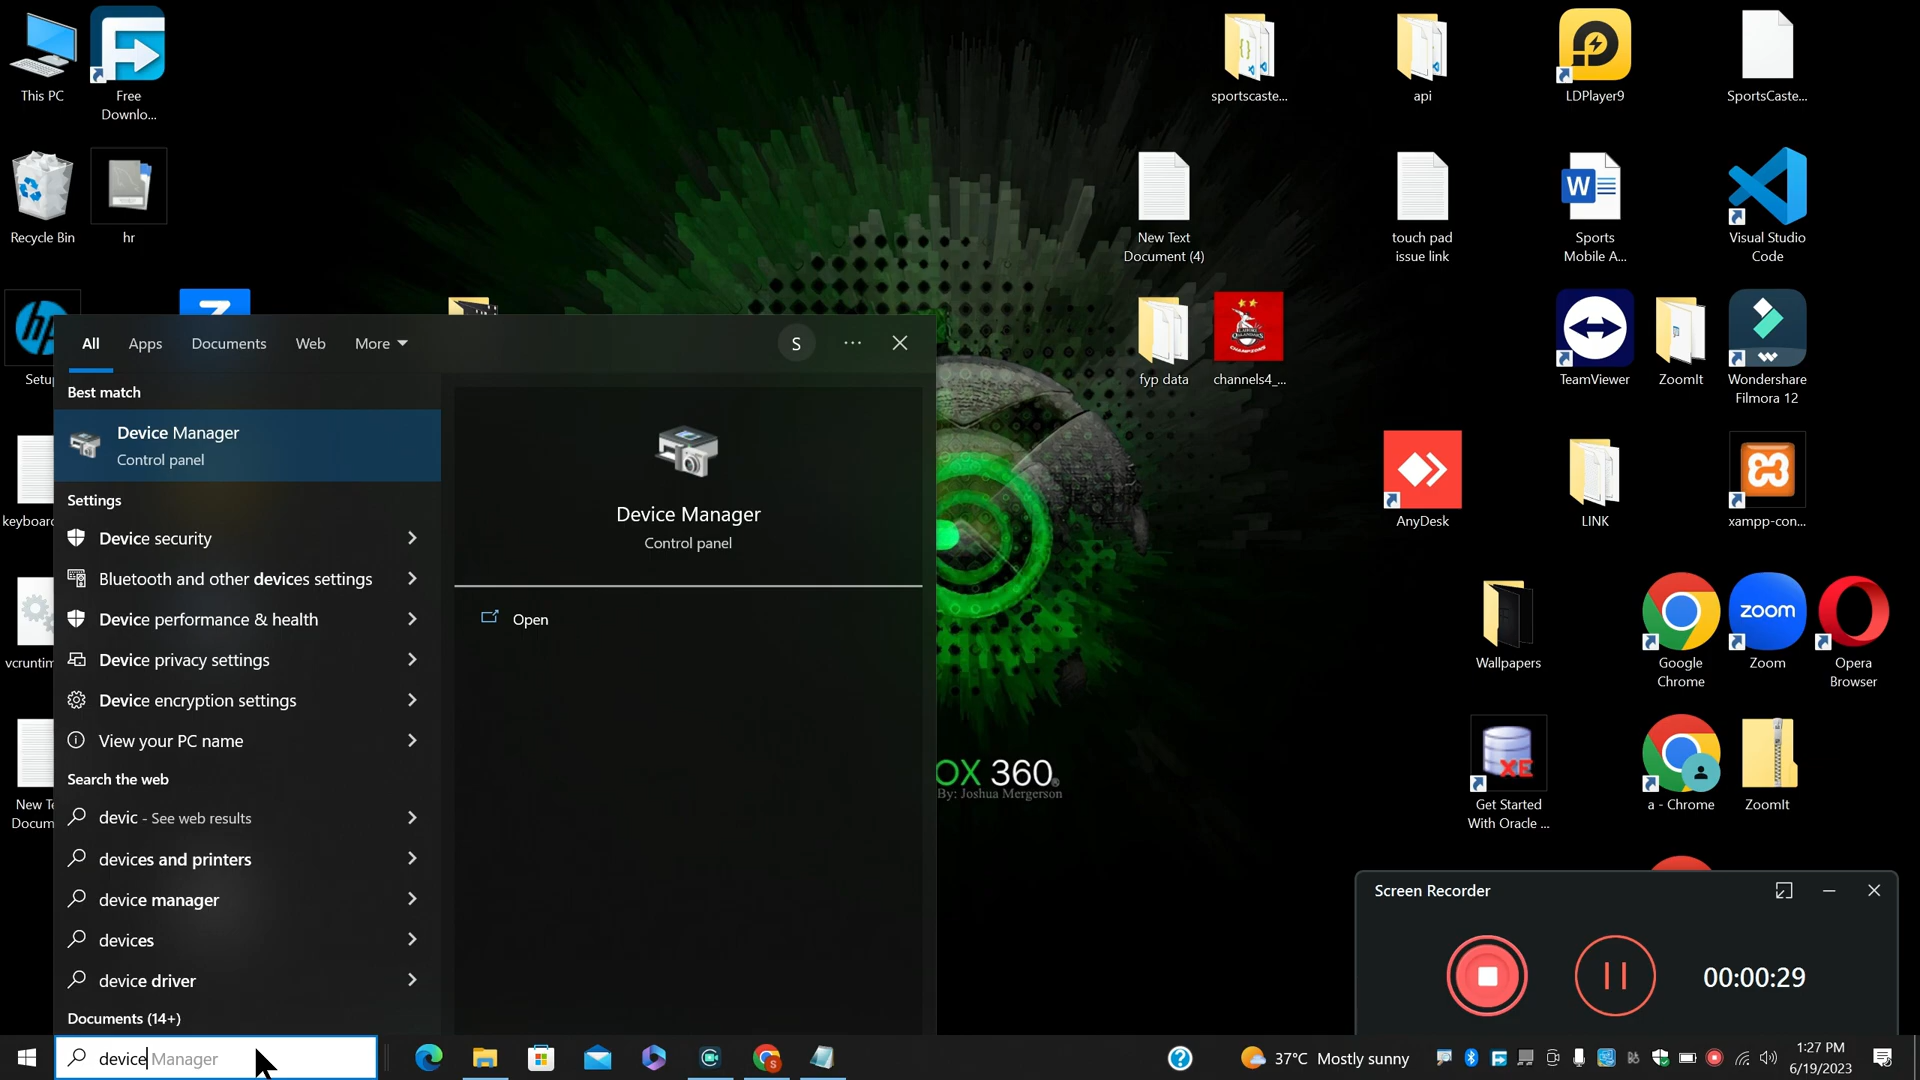 This PC
Free
Downlo...
sportscaste...
api
LDPlayer9
SportsCaste...
Recycle Bin
hr
New Text
Document (4)
touch pad
issue link
W
Sports
Mobile A...
Visual Studio
Code
hp
Setup
fyp data
channels4_...
TeamViewer
ZoomIt
Wondershare
Filmora 12
All
Apps
Documents
Web
More
S
Best match
Device Manager
Control panel
Settings
Device security
Bluetooth and other devices settings
Device performance & health
Device privacy settings
Device encryption settings
View your PC name
Search the web
devic - See web results
devices and printers
device manager
devices
device driver
Documents (14+)
device Manager
Device Manager
Control panel
Open
AnyDesk
LINK
xampp-con...
Wallpapers
Google
Chrome
zoom
Zoom
Opera
Browser
OX 360
By: Joshua Mergerson
XE
Get Started
With Oracle ...
a - Chrome
ZoomIt
Screen Recorder
00:00:29
37°C Mostly sunny
1:27 PM
6/19/2023